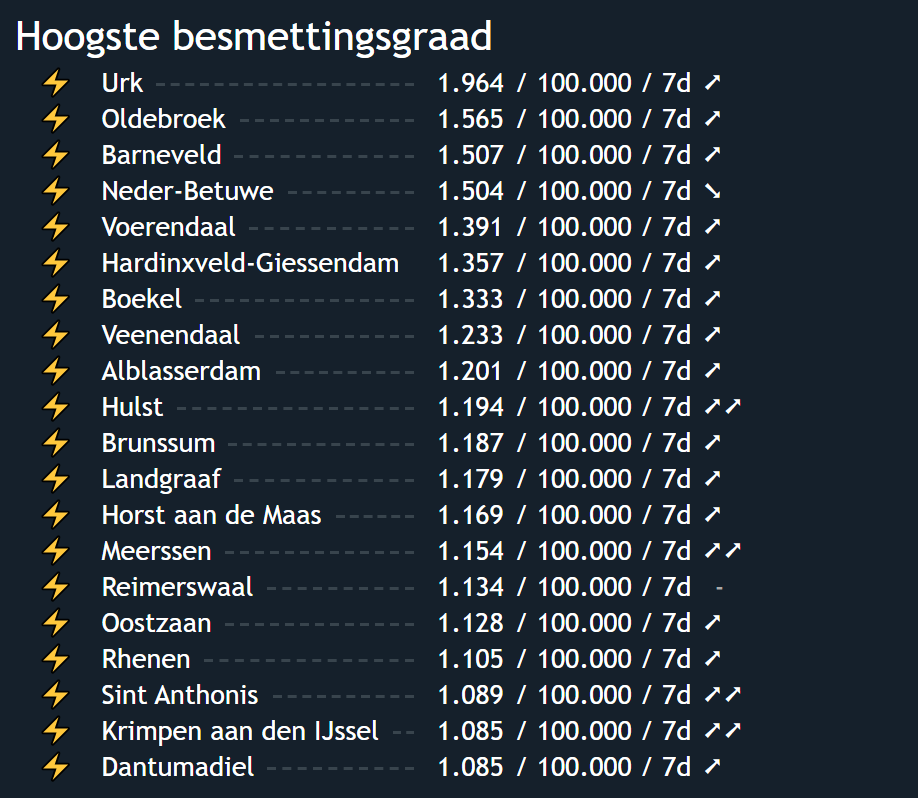 Hoogste besmettingsgraad
Urk 1.964 / 100.000 / 7d ➚
Oldebroek 1.565 / 100.000 / 7d ➚
Barneveld 1.507 / 100.000 / 7d ➚
Neder-Betuwe 1.504 / 100.000 / 7d ➘
Voerendaal 1.391 / 100.000 / 7d ➚
Hardinxveld-Giessendam 1.357 / 100.000 / 7d ➚
Boekel 1.333 / 100.000 / 7d ➚
Veenendaal 1.233 / 100.000 / 7d ➚
Alblasserdam 1.201 / 100.000 / 7d ➚
Hulst 1.194 / 100.000 / 7d ➚➚
Brunssum 1.187 / 100.000 / 7d ➚
Landgraaf 1.179 / 100.000 / 7d ➚
Horst aan de Maas 1.169 / 100.000 / 7d ➚
Meerssen 1.154 / 100.000 / 7d ➚➚
Reimerswaal 1.134 / 100.000 / 7d -
Oostzaan 1.128 / 100.000 / 7d ➚
Rhenen 1.105 / 100.000 / 7d ➚
Sint Anthonis 1.089 / 100.000 / 7d ➚➚
Krimpen aan den IJssel 1.085 / 100.000 / 7d ➚➚
Dantumadiel 1.085 / 100.000 / 7d ➚